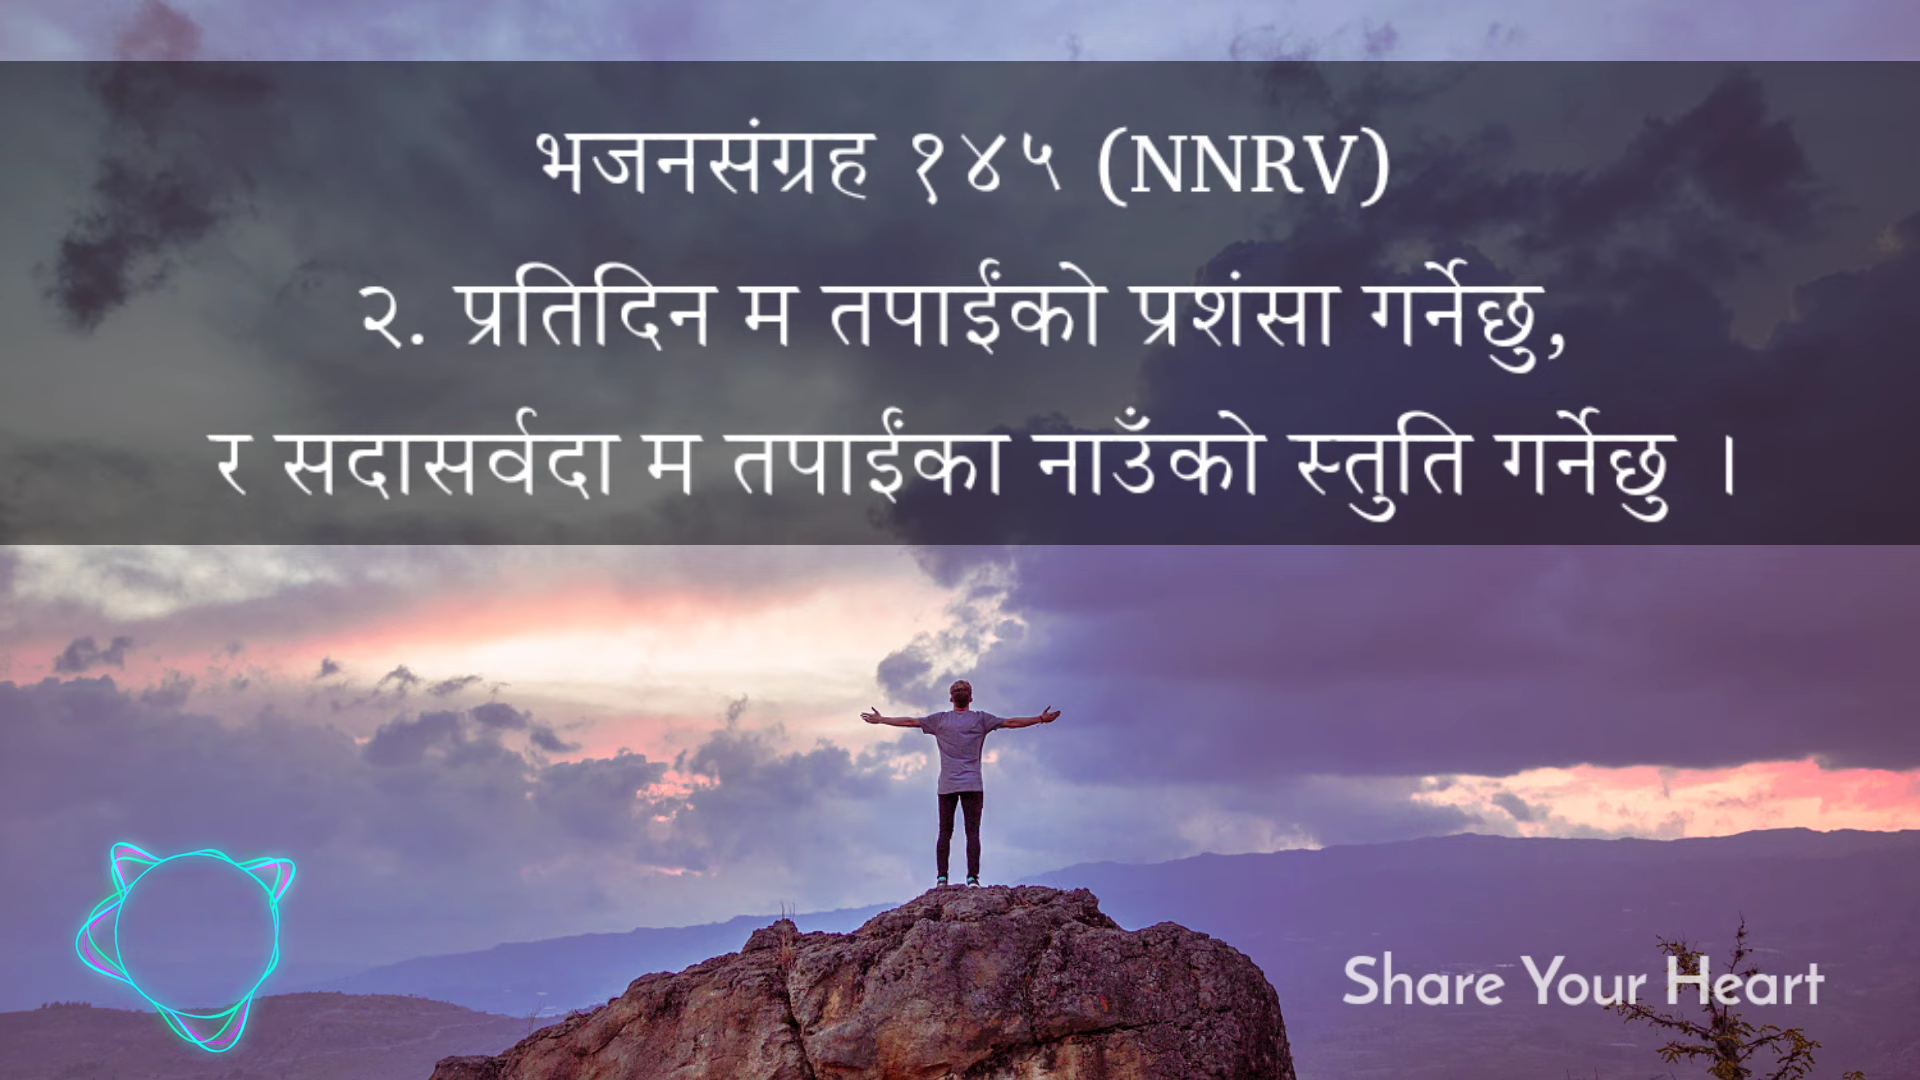 भजनसंग्रह १४५ (NNRV)
२. प्रतिदिन म तपाईंको प्रशंसा गर्नेछु,
र सदासर्वदा म तपाईंका नाउँको स्तुति गर्नेछु ।
Share Your Heart